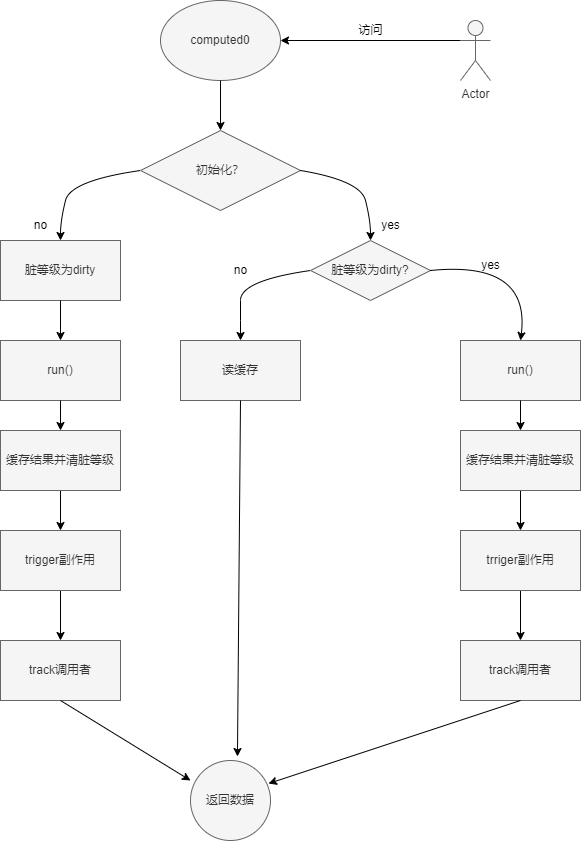 computed0
访问
Actor
初始化?
no
yes
脏等级为dirty
脏等级为dirty?
no
yes
run()
读缓存
run()
缓存结果并清脏等级
缓存结果并清脏等级
trigger副作用
trriger副作用
track调用者
track调用者
返回数据